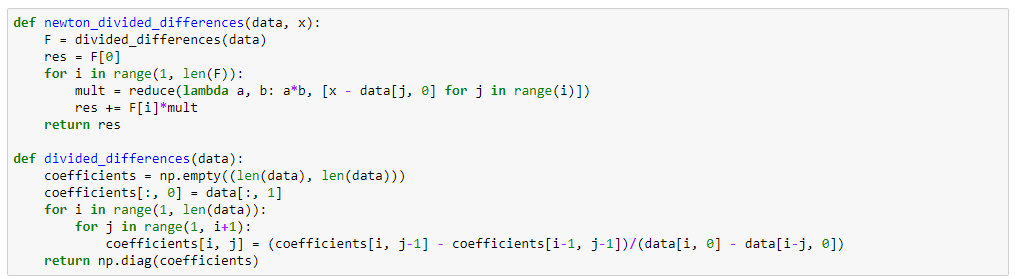 def newton_divided_differences(data, x):
    F = divided_differences(data)
    res = F[0]
    for i in range(1, len(F)):
        mult = reduce(lambda a, b: a*b, [x - data[j, 0] for j in range(i)])
        res += F[i]*mult
    return res

def divided_differences(data):
    coefficients = np.empty((len(data), len(data)))
    coefficients[:, 0] = data[:, 1]
    for i in range(1, len(data)):
        for j in range(1, i+1):
            coefficients[i, j] = (coefficients[i, j-1] - coefficients[i-1, j-1])/(data[i, 0] - data[i-j, 0])
    return np.diag(coefficients)